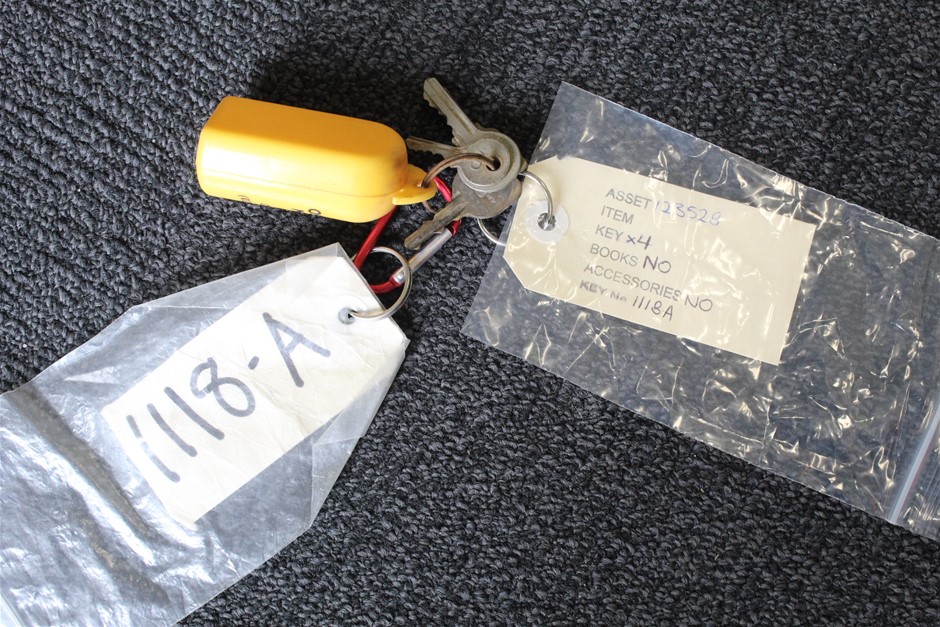 ASSET 123528
ITEM
KEY x4
BOOKS NO
ACCESSORIES NO
KEY No 1118A
1118-A